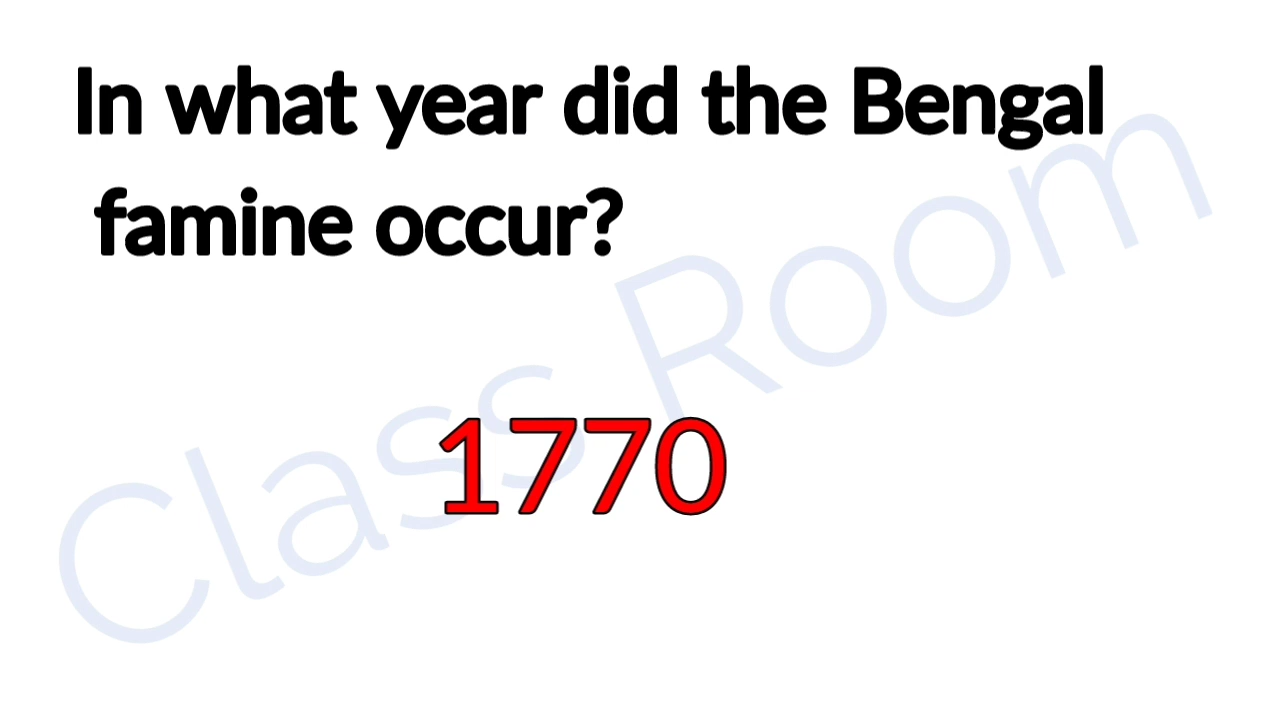 In what year did the Bengal
famine occur?
1770
Class Room